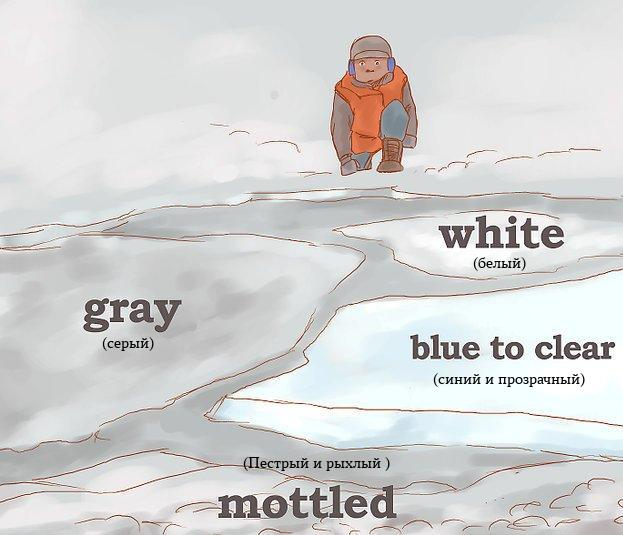 white
(белый)
gray
(серый)
blue to clear
(синий и прозрачный)
(Пестрый и рыхлый )
mottled